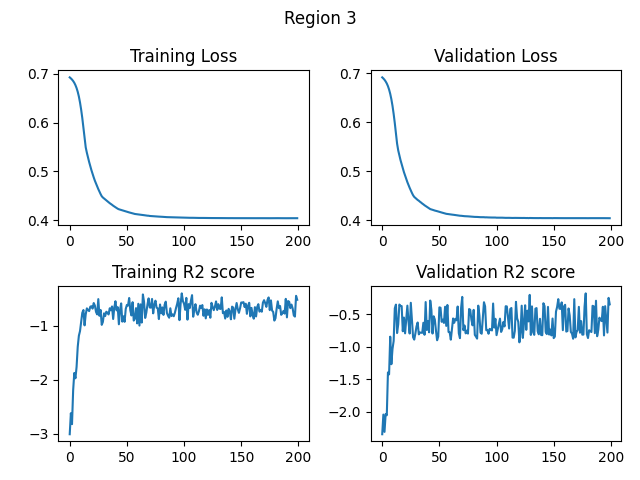 Region 3
Training Loss
Validation Loss
0.7
0.6
0.5
0.4
0 50 100 150 200
0.7
0.6
0.5
0.4
0 50 100 150 200
Training R2 score
Validation R2 score
−1
−2
−3
0 50 100 150 200
−0.5
−1.0
−1.5
−2.0
0 50 100 150 200